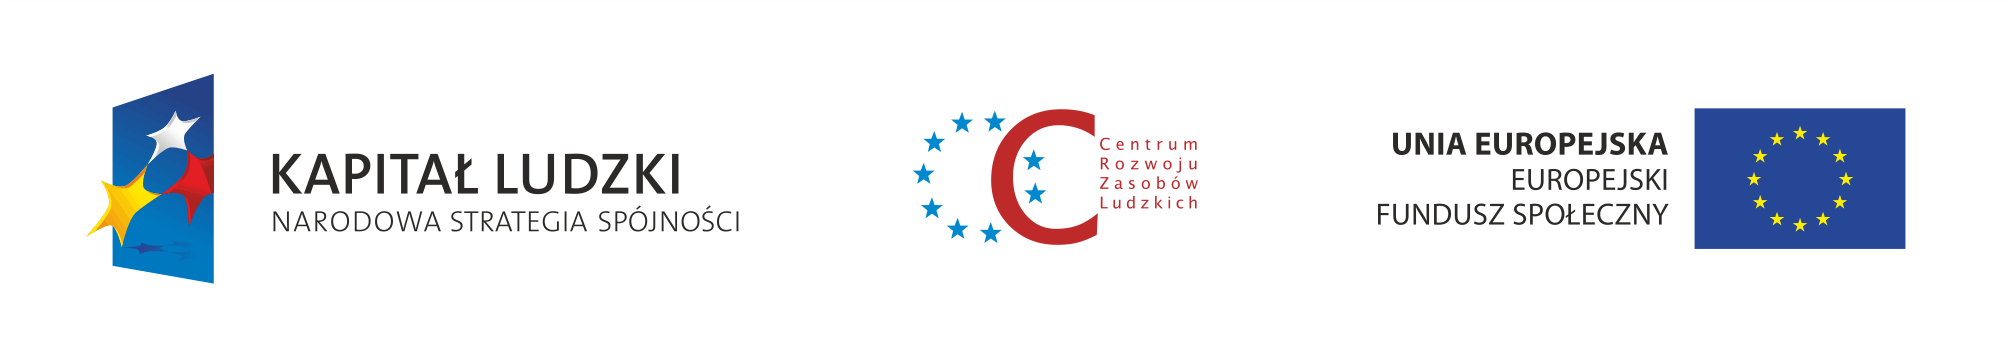 KAPITAŁ LUDZKI
NARODOWA STRATEGIA SPÓJNOŚCI
Centrum
Rozwoju
Zasobów
Ludzkich
UNIA EUROPEJSKA
EUROPEJSKI
FUNDUSZ SPOŁECZNY